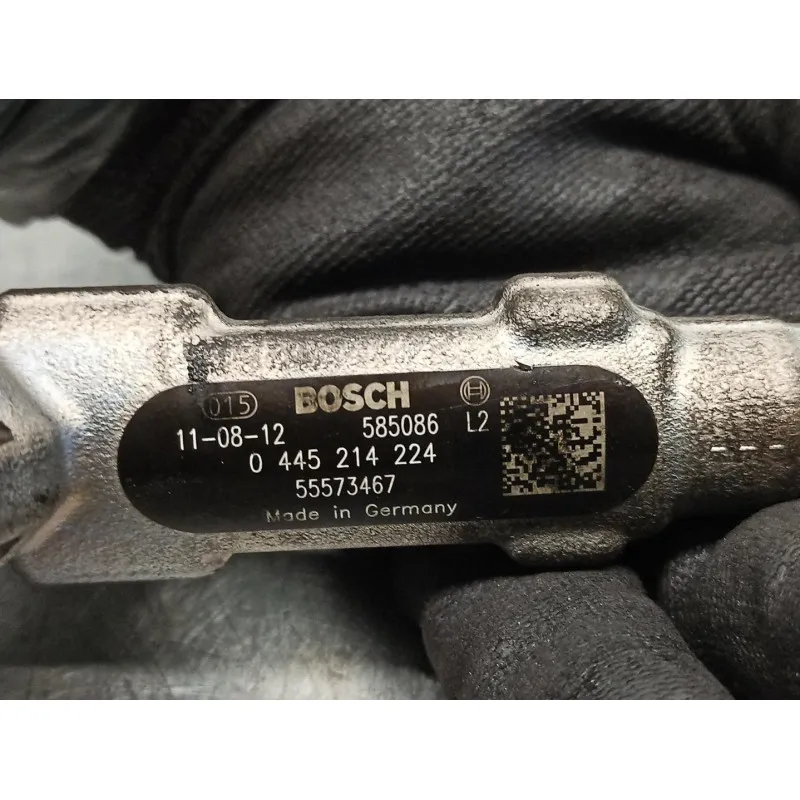 015 BOSCH
11-08-12 585086 L2
0 445 214 224
55573467
Made in Germany